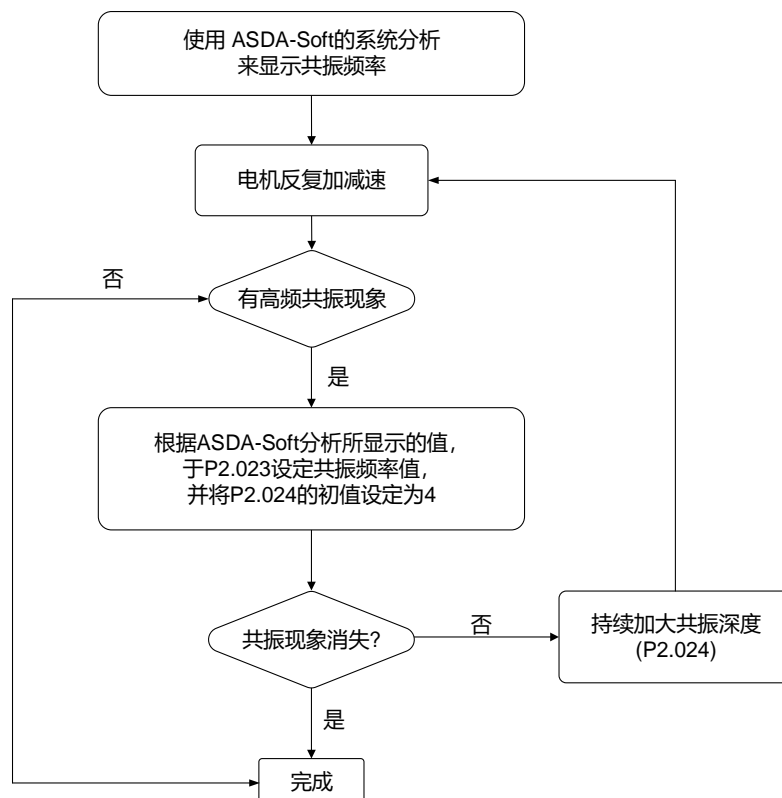 使用 ASDA-Soft的系统分析
来显示共振频率
电机反复加减速
否
有高频共振现象
是
根据ASDA-Soft分析所显示的值，
于P2.023设定共振频率值，
并将P2.024的初值设定为4
共振现象消失?
否
持续加大共振深度
(P2.024)
是
完成